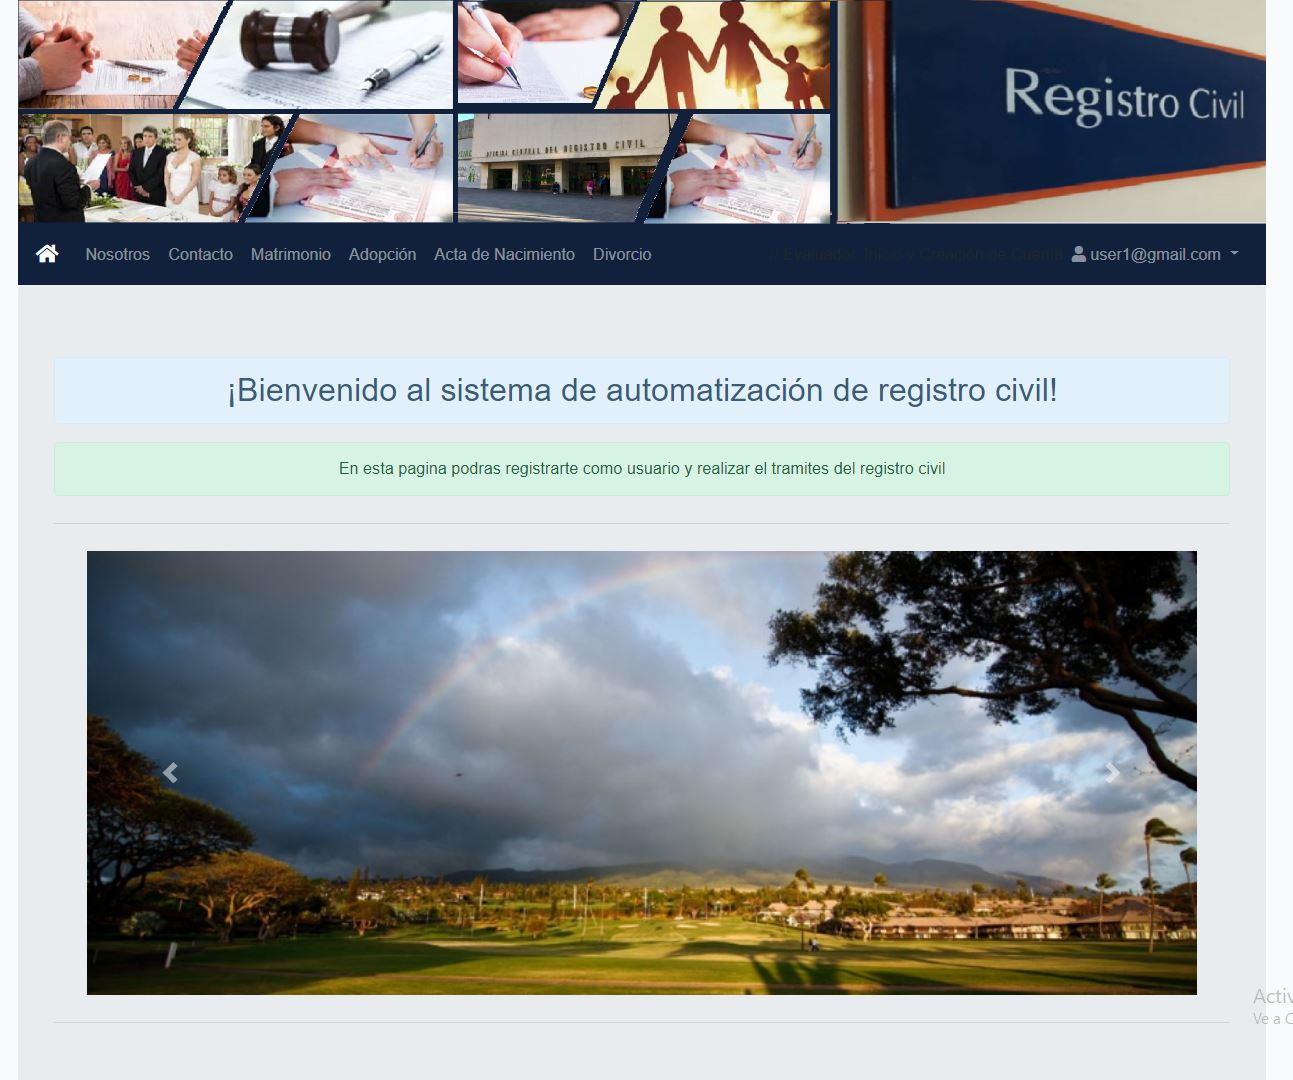 Registro Civil
OFICINA CENTRAL DEL REGISTRO CIVIL
Nosotros Contacto Matrimonio Adopción Acta de Nacimiento Divorcio // Evaluador Inicio y Creación de Cuenta user1@gmail.com
¡Bienvenido al sistema de automatización de registro civil!
En esta pagina podras registrarte como usuario y realizar el tramites del registro civil
Activ
Ve a C